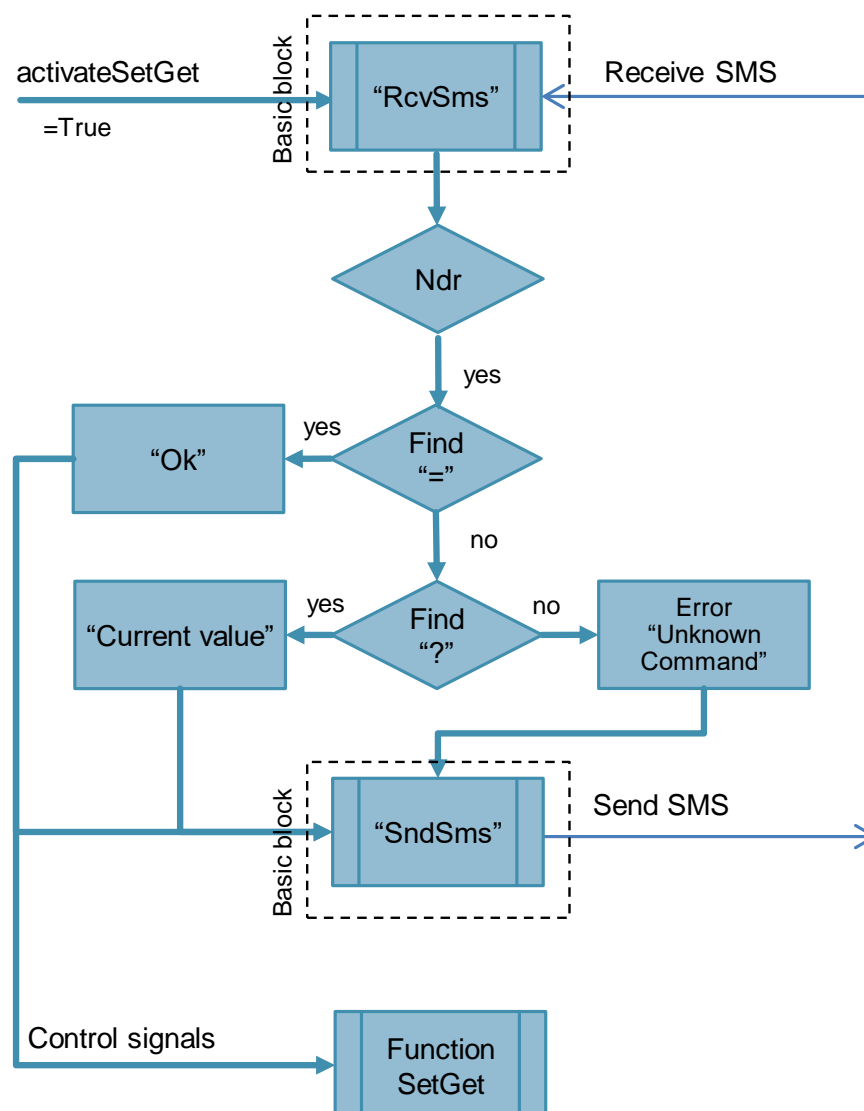 activateSetGet
=True
Basic block
“RcvSms”
Receive SMS
Ndr
yes
yes
“Ok”
Find
“=”
no
yes
“Current value”
Find
“?”
no
Error
“Unknown
Command”
Basic block
“SndSms”
Send SMS
Control signals
Function
SetGet